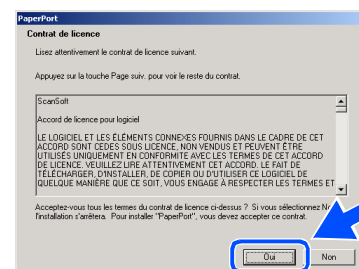 PaperPort
Contrat de licence
Lisez attentivement le contrat de licence suivant.
Appuyez sur la touche Page suiv. pour voir le reste du contrat.
ScanSoft
Accord de licence pour logiciel
LE LOGICIEL ET LES ÉLÉMENTS CONNEXES FOURNIS DANS LE CADRE DE CET
ACCORD SONT CEDES SOUS LICENCE, NON VENDUS ET PEUVENT ÊTRE
UTILISÉS UNIQUEMENT EN CONFORMITE AVEC LES TERMES DE CET ACCORD
DE LICENCE. VEUILLEZ LIRE ATTENTIVEMENT CET ACCORD. LE FAIT DE
TÉLÉCHARGER, D'INSTALLER, DE COPIER OU D'UTILISER CE LOGICIEL DE
QUELQUE MANIÈRE QUE CE SOIT, VOUS ENGAGE À RESPECTER LES TERMES ET
Acceptez-vous tous les termes du contrat de licence ci-dessus ? Si vous sélectionnez
l'installation s'arrêtera. Pour installer "PaperPort", vous devez accepter ce contrat.
Oui
Non